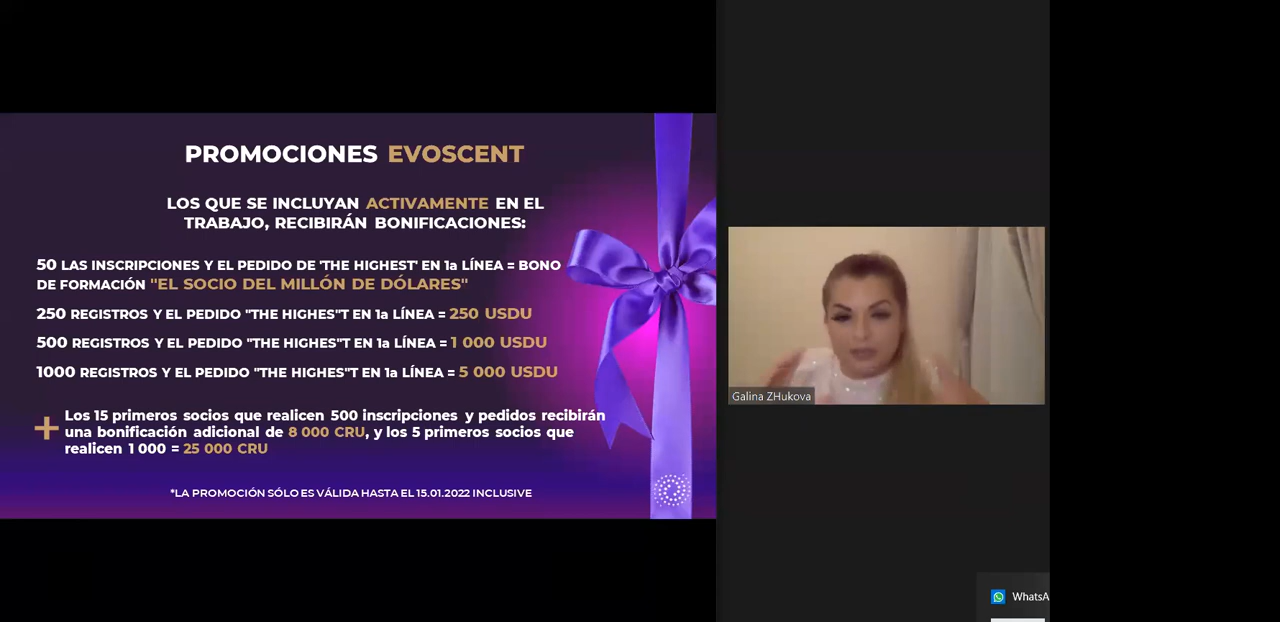 PROMOCIONES EVOSCENT
LOS QUE SE INCLUYAN ACTIVAMENTE EN EL
TRABAJO, RECIBIRÁN BONIFICACIONES:
50 LAS INSCRIPCIONES Y EL PEDIDO DE 'THE HIGHEST' EN 1a LÍNEA = BONO
DE FORMACIÓN "EL SOCIO DEL MILLÓN DE DÓLARES"
250 REGISTROS Y EL PEDIDO "THE HIGHES"T EN 1a LÍNEA = 250 USDU
500 REGISTROS Y EL PEDIDO "THE HIGHES"T EN 1a LÍNEA = 1 000 USDU
1000 REGISTROS Y EL PEDIDO "THE HIGHES"T EN 1a LÍNEA = 5 000 USDU
+ Los 15 primeros socios que realicen 500 inscripciones y pedidos recibirán
una bonificación adicional de 8 000 CRU, y los 5 primeros socios que
realicen 1 000 = 25 000 CRU
*LA PROMOCIÓN SÓLO ES VÁLIDA HASTA EL 15.01.2022 INCLUSIVE
Galina ZHukova
WhatsA